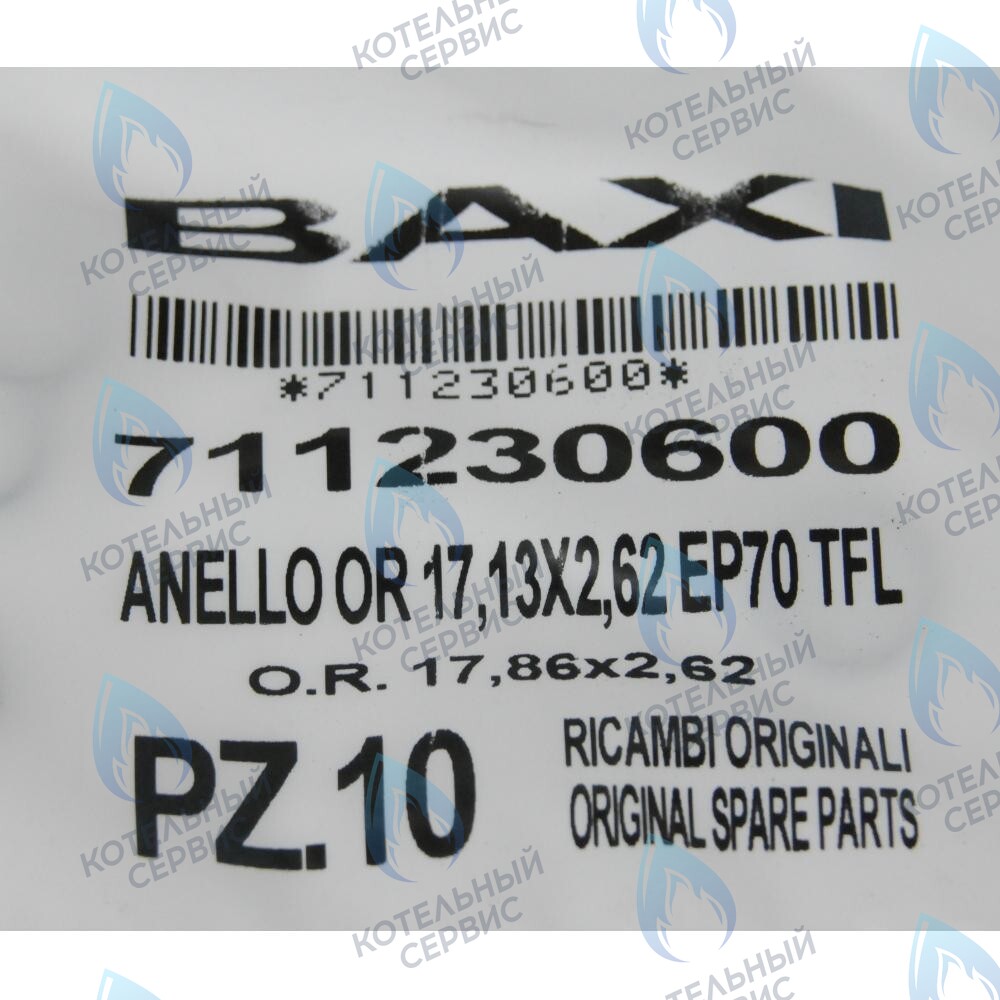 BAXI
*711230600*
711230600
ANELLO OR 17,13X2,62 EP70 TFL
O.R. 17,86x2,62
PZ.10
RICAMBI ORIGINALI
ORIGINAL SPARE PARTS
КОТЕЛЬНЫЙ
СЕРВИС